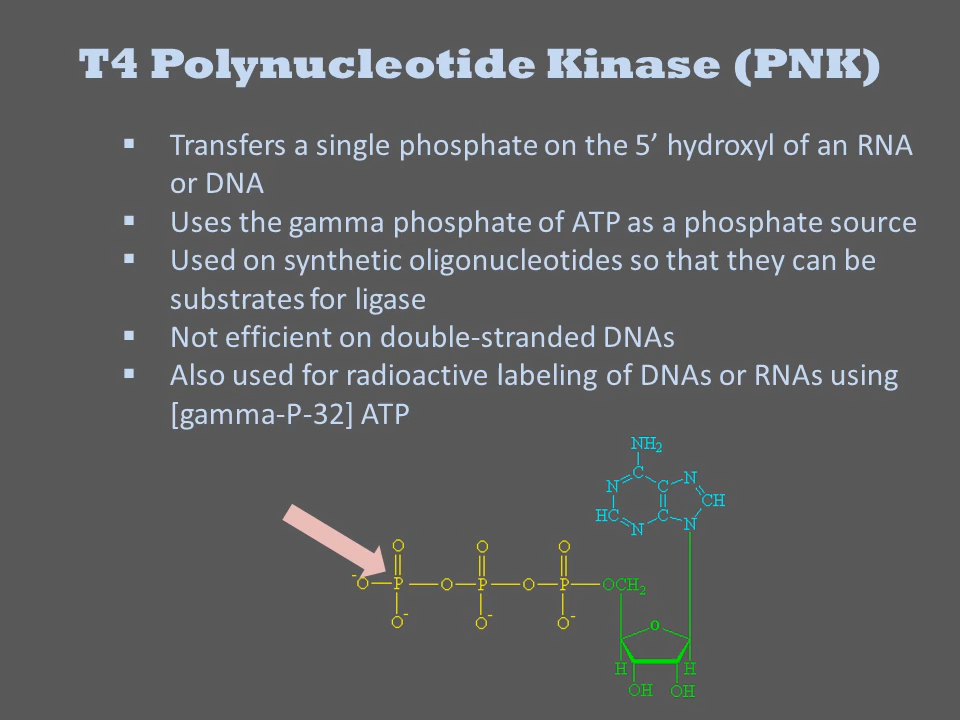 T4 Polynucleotide Kinase (PNK)
▪ Transfers a single phosphate on the 5’ hydroxyl of an RNA
or DNA
▪ Uses the gamma phosphate of ATP as a phosphate source
▪ Used on synthetic oligonucleotides so that they can be
substrates for ligase
▪ Not efficient on double-stranded DNAs
▪ Also used for radioactive labeling of DNAs or RNAs using
[gamma-P-32] ATP
NH2
C
N C N
CH
HC C
N N
O O O
-O P O P O P OCH2
O- O- O-
O
H H
OH OH